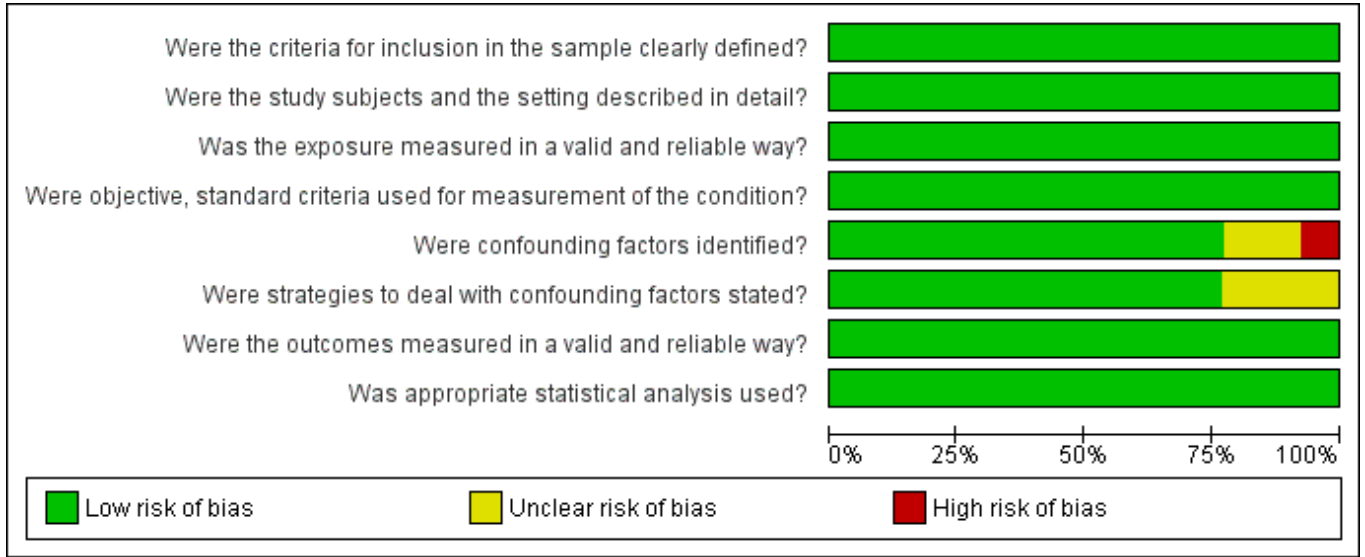 Were the criteria for inclusion in the sample clearly defined?
Were the study subjects and the setting described in detail?
Was the exposure measured in a valid and reliable way?
Were objective, standard criteria used for measurement of the condition?
Were confounding factors identified?
Were strategies to deal with confounding factors stated?
Were the outcomes measured in a valid and reliable way?
Was appropriate statistical analysis used?
0% 25% 50% 75% 100%
Low risk of bias Unclear risk of bias High risk of bias